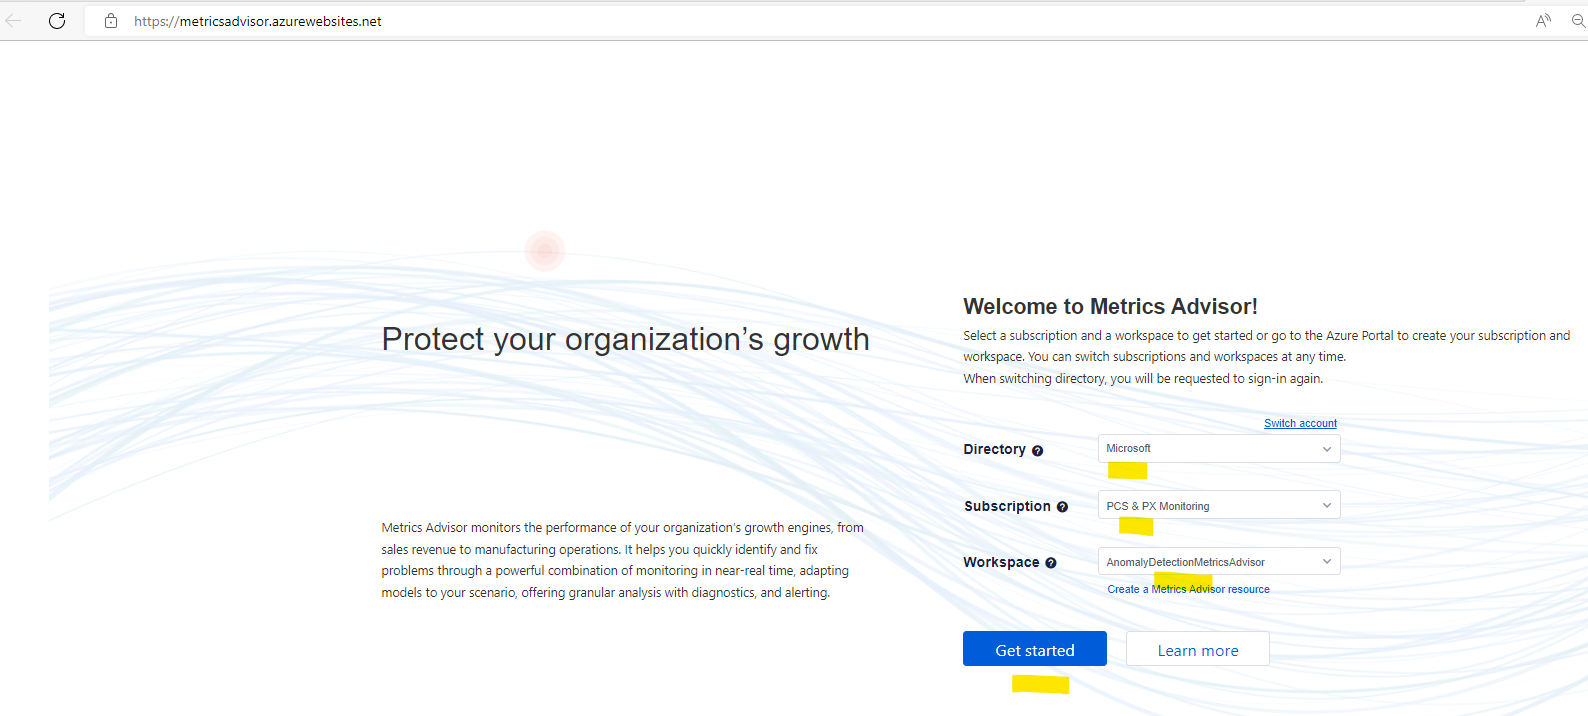 https://metricsadvisor.azurewebsites.net
Protect your organization’s growth
Metrics Advisor monitors the performance of your organization's growth engines, from
sales revenue to manufacturing operations. It helps you quickly identify and fix
problems through a powerful combination of monitoring in near-real time, adapting
models to your scenario, offering granular analysis with diagnostics, and alerting.
Welcome to Metrics Advisor!
Select a subscription and a workspace to get started or go to the Azure Portal to create your subscription and
workspace. You can switch subscriptions and workspaces at any time.
When switching directory, you will be requested to sign-in again.
Switch account
Directory ? Microsoft
Subscription ? PCS & PX Monitoring
Workspace ? AnomalyDetectionMetricsAdvisor
Create a Metrics Advisor resource
Get started Learn more